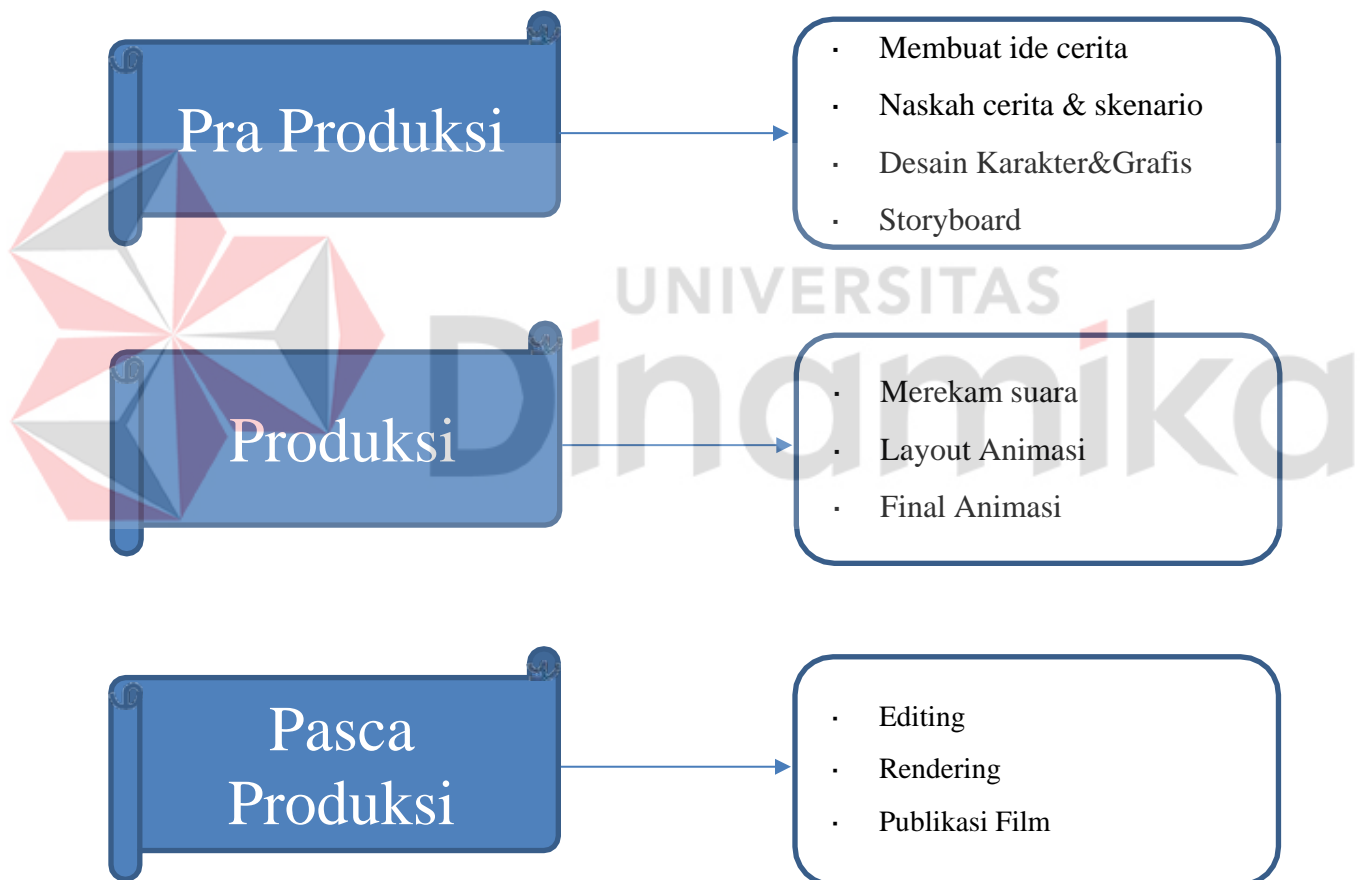 Pra Produksi
· Membuat ide cerita
· Naskah cerita & skenario
· Desain Karakter&Grafis
· Storyboard
UNIVERSITAS
Dinamika
Produksi
· Merekam suara
· Layout Animasi
· Final Animasi
Pasca
Produksi
· Editing
· Rendering
· Publikasi Film